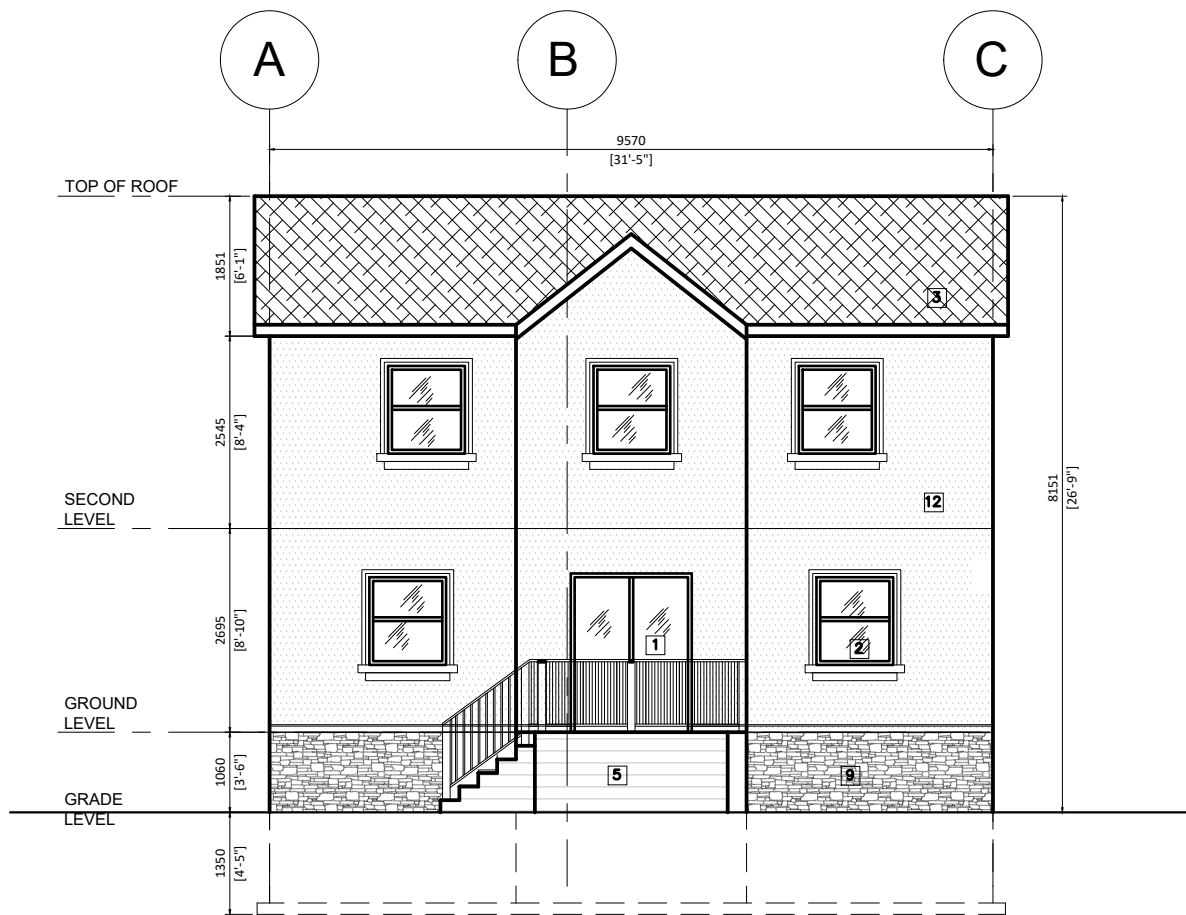 A
B
C
9570
[31'-5"]
TOP OF ROOF
1851
[6'-1"]
3
2545
[8'-4"]
12
8151
[26'-9"]
SECOND
LEVEL
2695
[8'-10"]
1
2
GROUND
LEVEL
1060
[3'-6"]
5
9
GRADE
LEVEL
1350
[4'-5"]